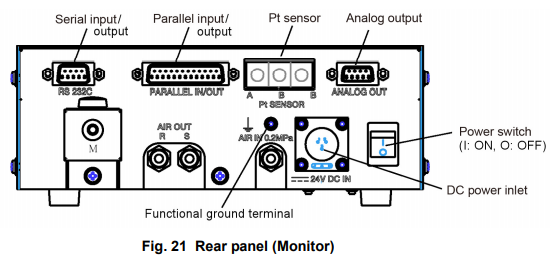 Serial input/
output
Parallel input/
output
Pt sensor
Analog output
RS 232C
PARALLEL IN/OUT
A B B
Pt SENSOR
ANALOG OUT
M
AIR OUT
R S
AIR IN 0.2MPa
24V DC IN
I
O
Power switch
(I: ON, O: OFF)
DC power inlet
Functional ground terminal
Fig. 21 Rear panel (Monitor)